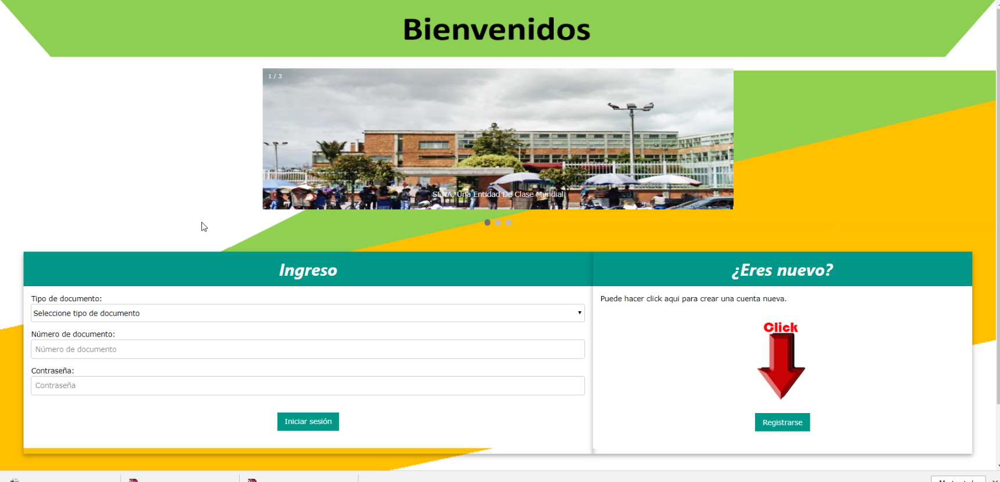 Bienvenidos
1 / 3
SENA, Una Entidad De Clase Mundial
Ingreso
¿Eres nuevo?
Tipo de documento:
Seleccione tipo de documento
Número de documento:
Número de documento
Contraseña:
Contraseña
Iniciar sesión
Puede hacer click aqui para crear una cuenta nueva.
Click
Registrarse